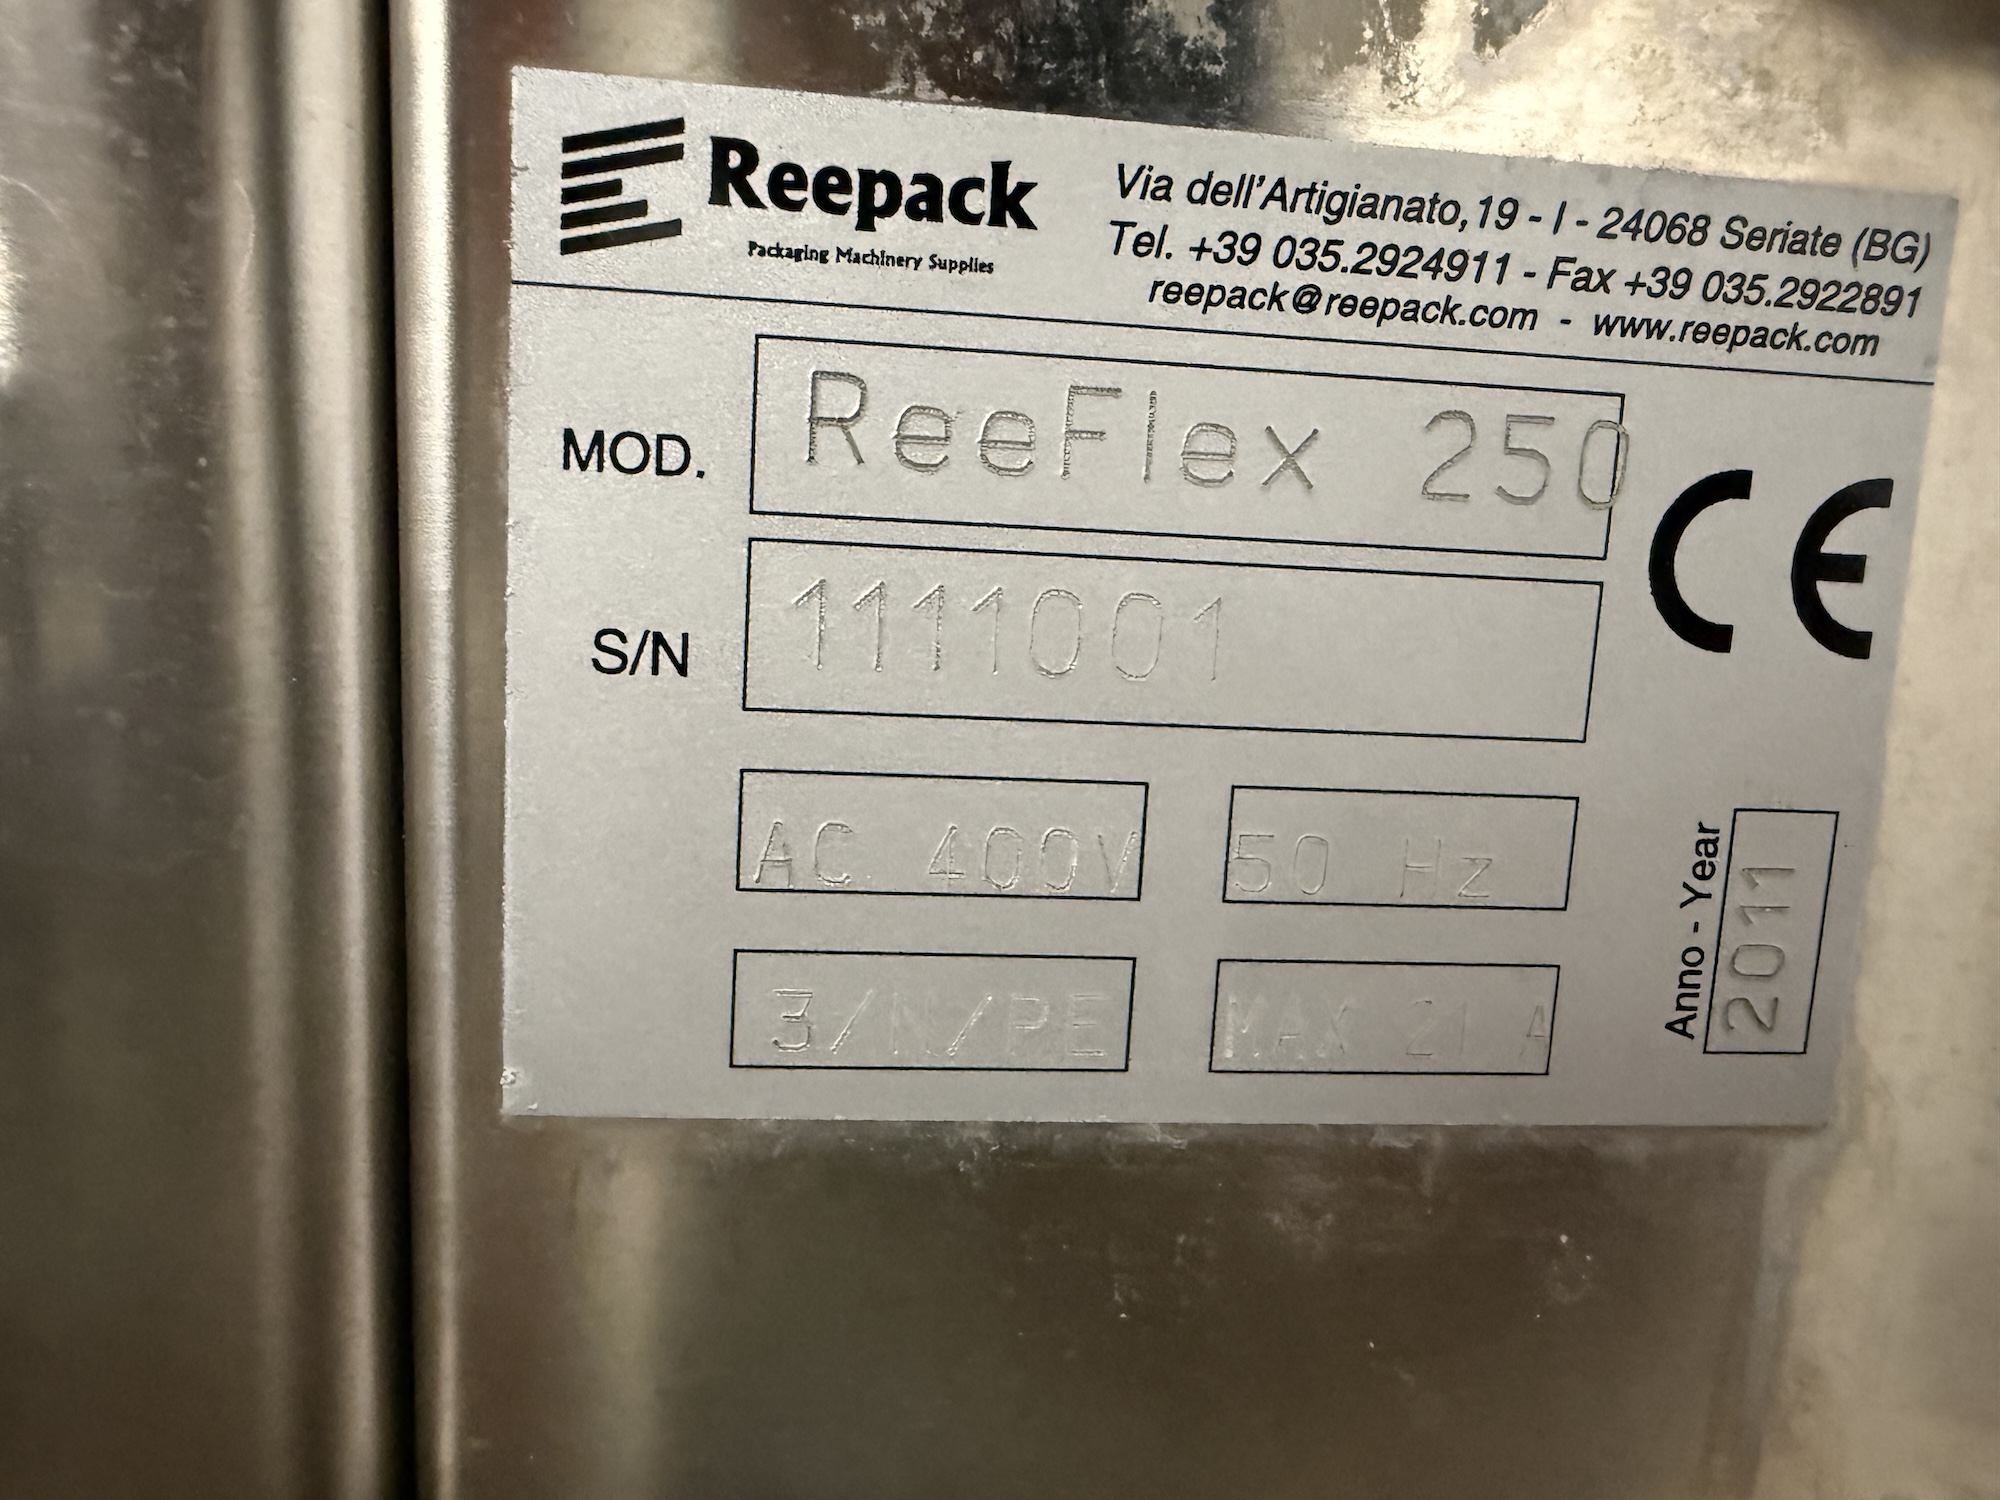 Reepack
Packaging Machinery Supplies
Via dell'Artigianato, 19 - I - 24068 Seriate (BG)
Tel. +39 035.2924911 - Fax +39 035.2922891
reepack@reepack.com - www.reepack.com
MOD. ReeFlex 250
S/N 1111001
CE
AC 400V 50 Hz
3/N/PE MAX 21 A
Anno - Year 2011